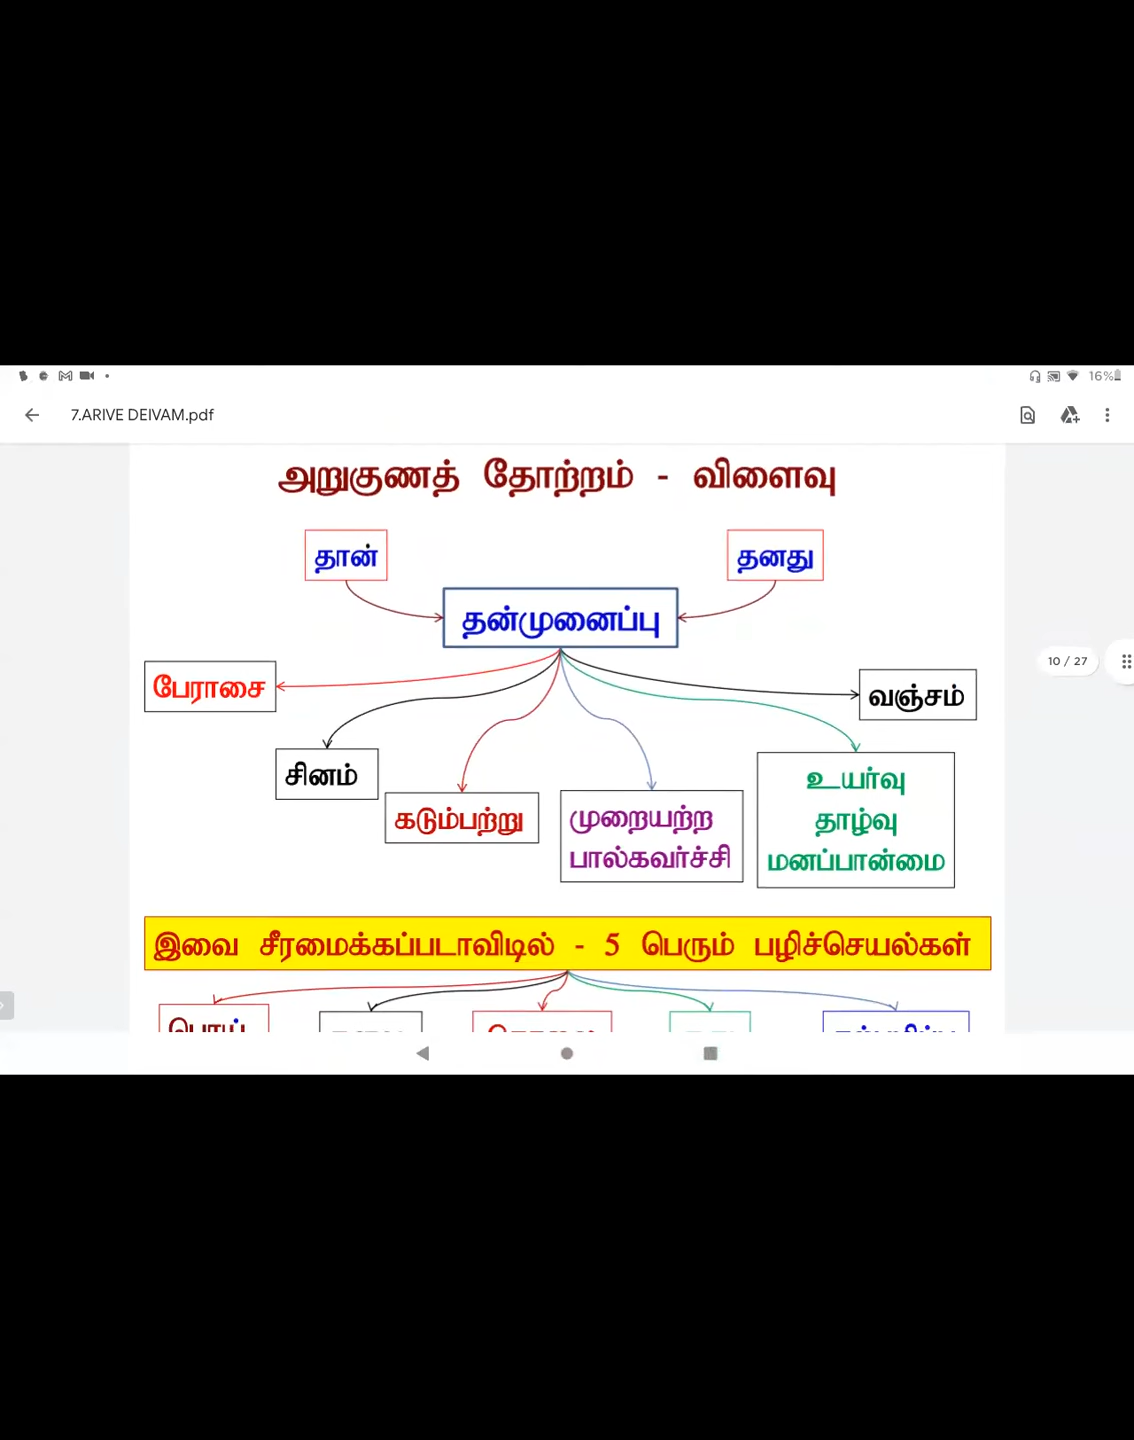 16%
7.ARIVE DEIVAM.pdf
அறுகுணத் தோற்றம் - விளைவு
தான்
தனது
தன்முனைப்பு
10 / 27
பேராசை
வஞ்சம்
சினம்
கடும்பற்று
முறையற்ற
பால்கவர்ச்சி
உயர்வு
தாழ்வு
மனப்பான்மை
இவை சீரமைக்கப்படாவிடில் - 5 பெரும் பழிச்செயல்கள்
பொய்